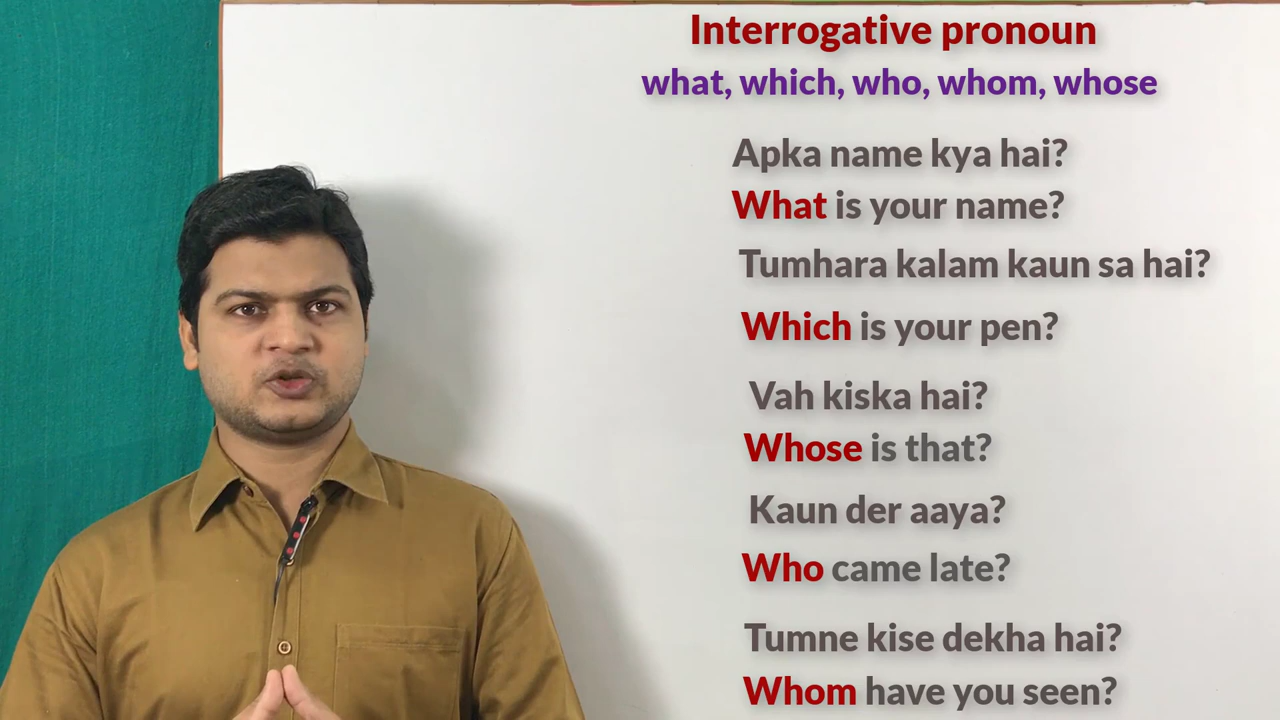 Interrogative pronoun
what, which, who, whom, whose
Apka name kya hai?
What is your name?
Tumhara kalam kaun sa hai?
Which is your pen?
Vah kiska hai?
Whose is that?
Kaun der aaya?
Who came late?
Tumne kise dekha hai?
Whom have you seen?